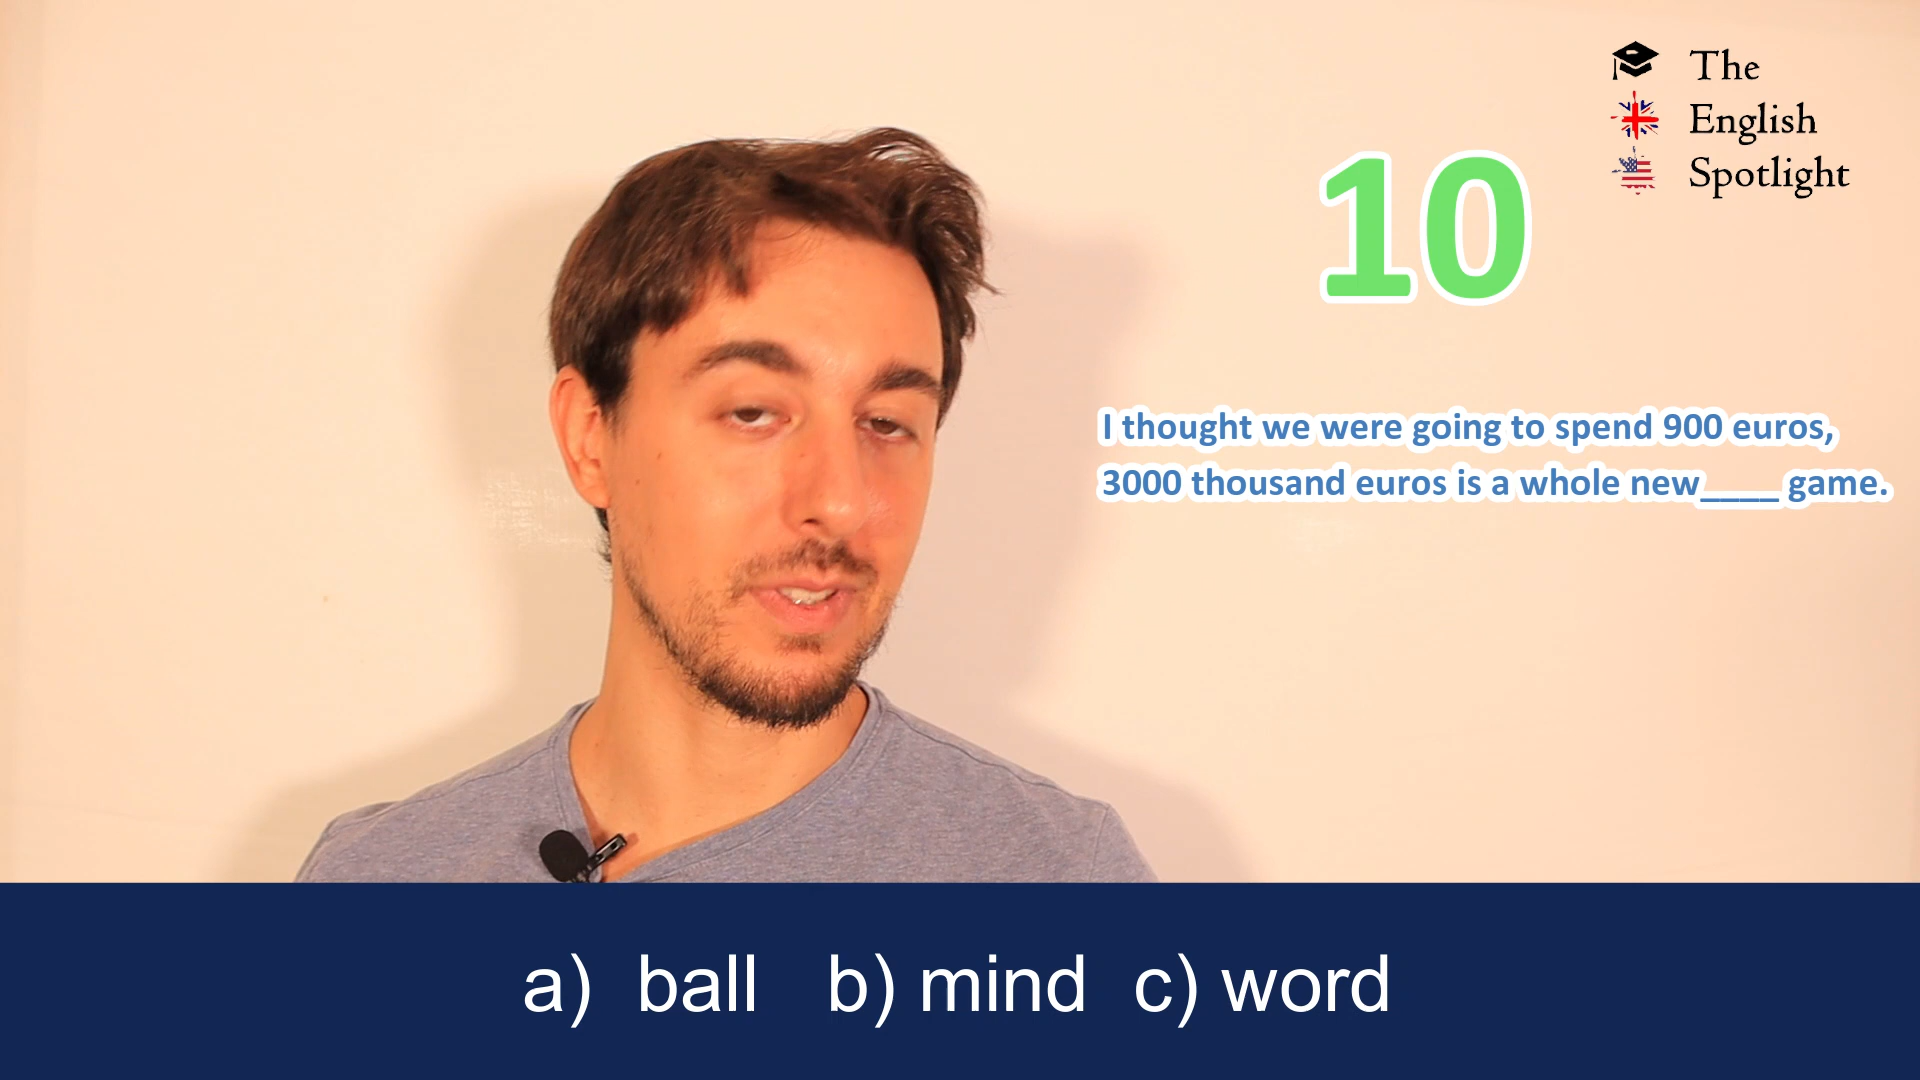 The
English
Spotlight
10
I thought we were going to spend 900 euros,
3000 thousand euros is a whole new____ game.
a) ball b) mind c) word